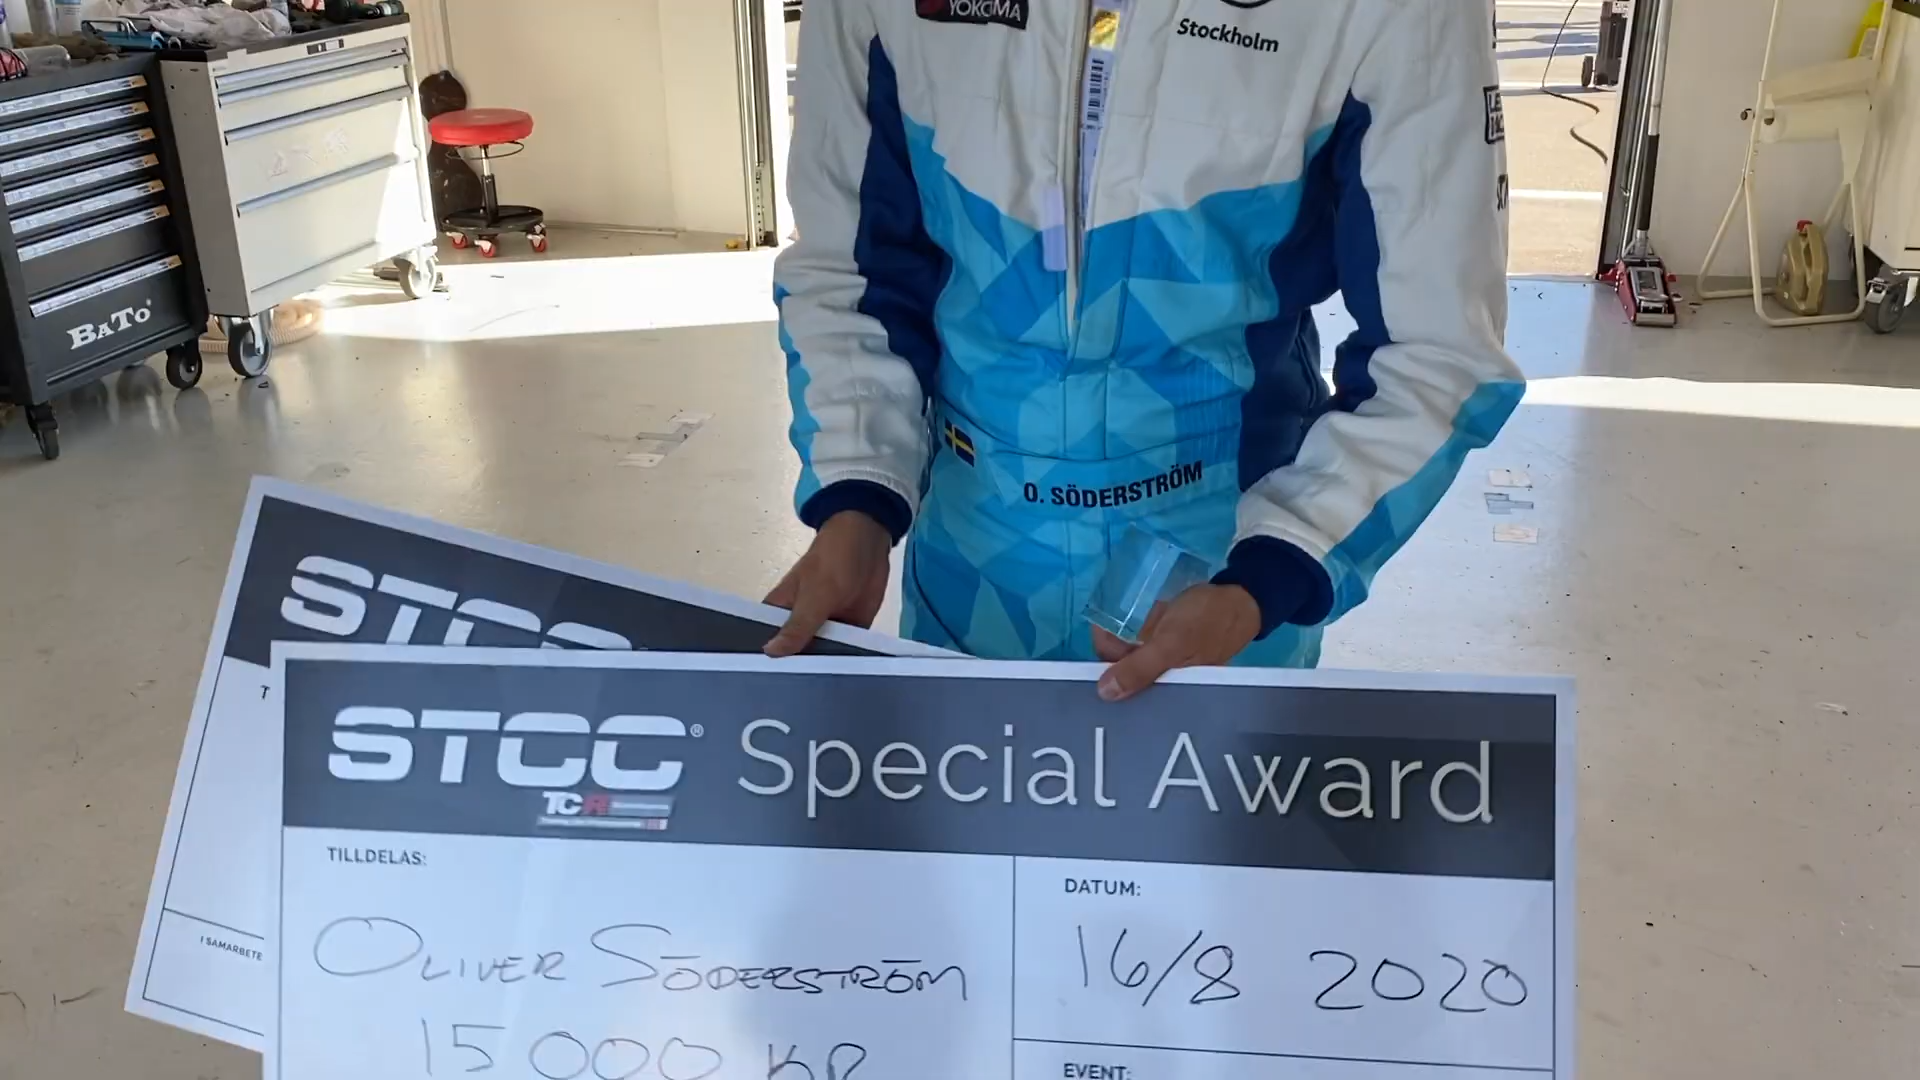 YOKOHAMA
Stockholm
BATO
O. SÖDERSTRÖM
STCC
I SAMARBETE
STCC® Special Award
TCR
TILLDELAS:
OLIVER SÖDERSTRÖM
15 000 KR
DATUM:
16/8 2020
EVENT: